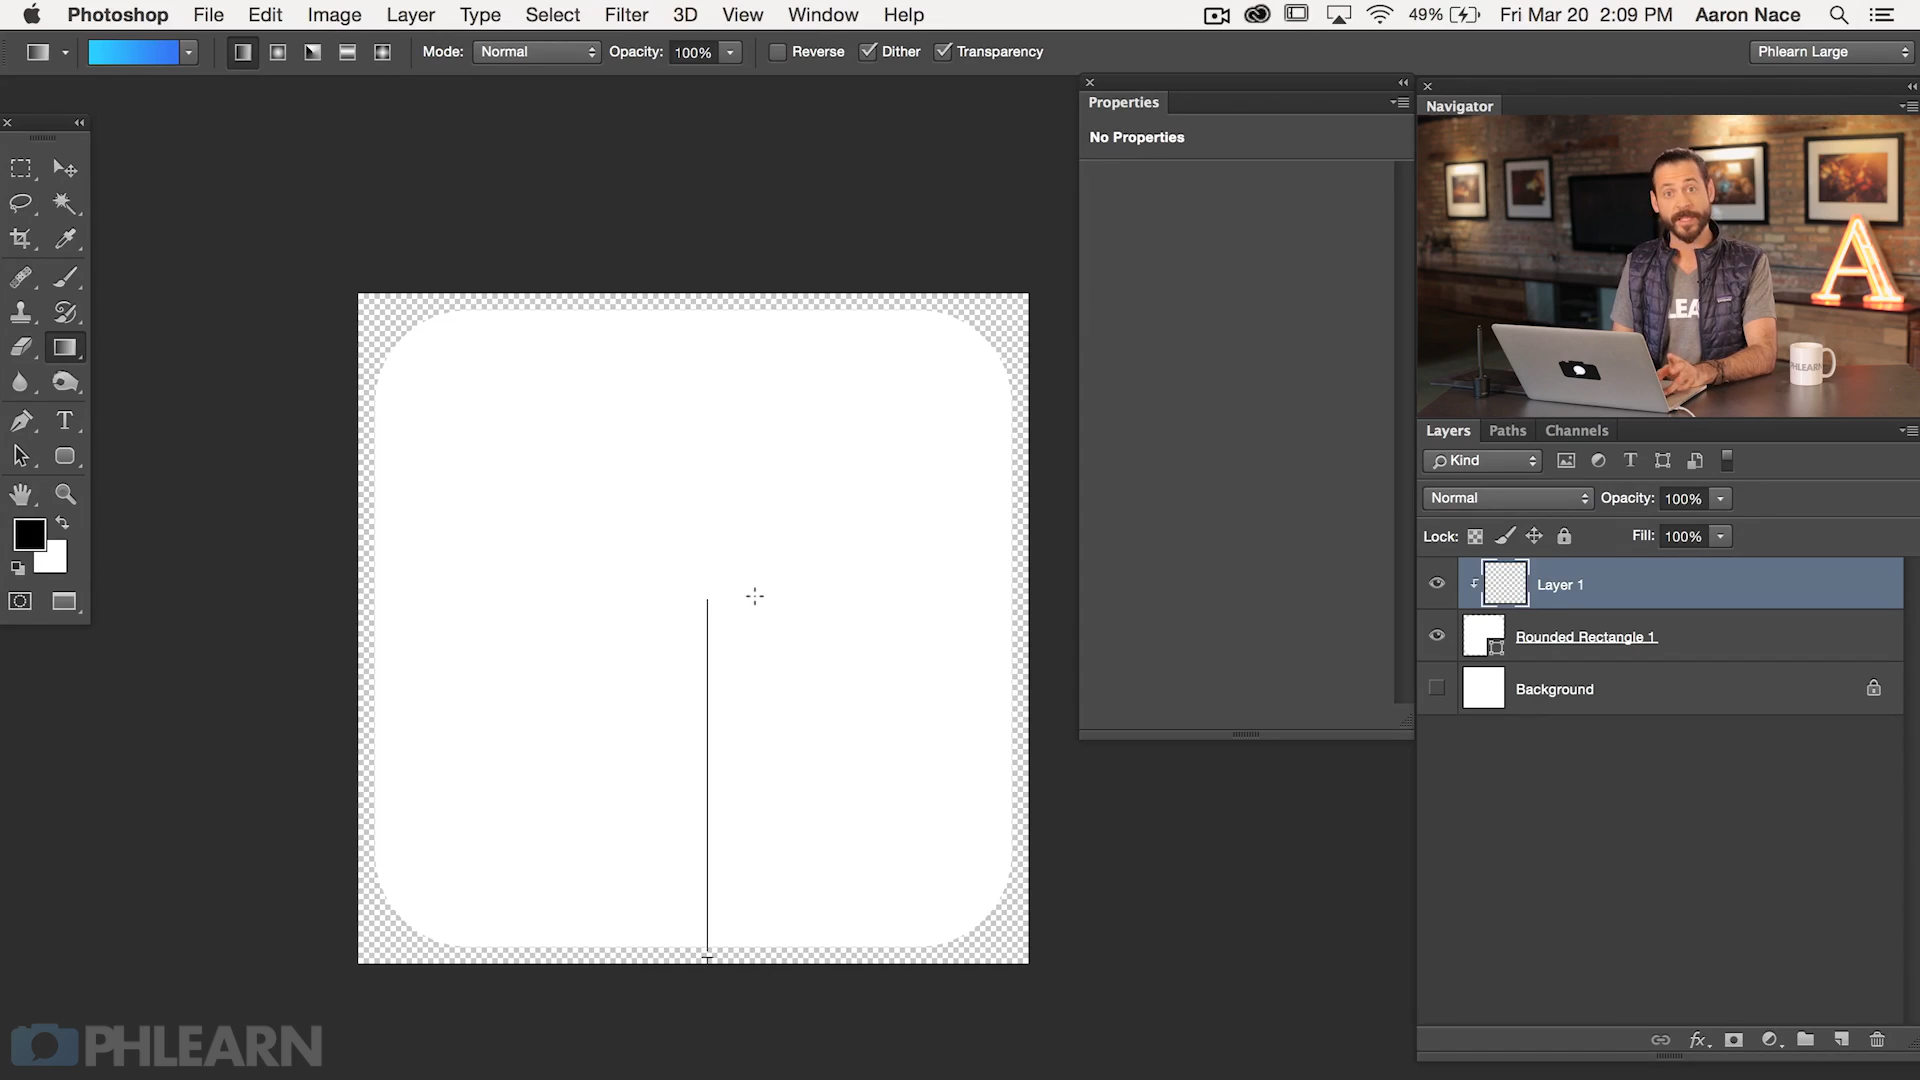 Photoshop File Edit Image Layer Type Select Filter 3D View Window Help 49% Fri Mar 20 2:09 PM Aaron Nace
Mode: Normal Opacity: 100% Reverse Dither Transparency Phlearn Large
Properties
No Properties
Navigator
A
PHLEARN
Layers Paths Channels
Kind
Normal Opacity: 100%
Lock: Fill: 100%
Layer 1
Rounded Rectangle 1
Background
fx
T
PHLEARN